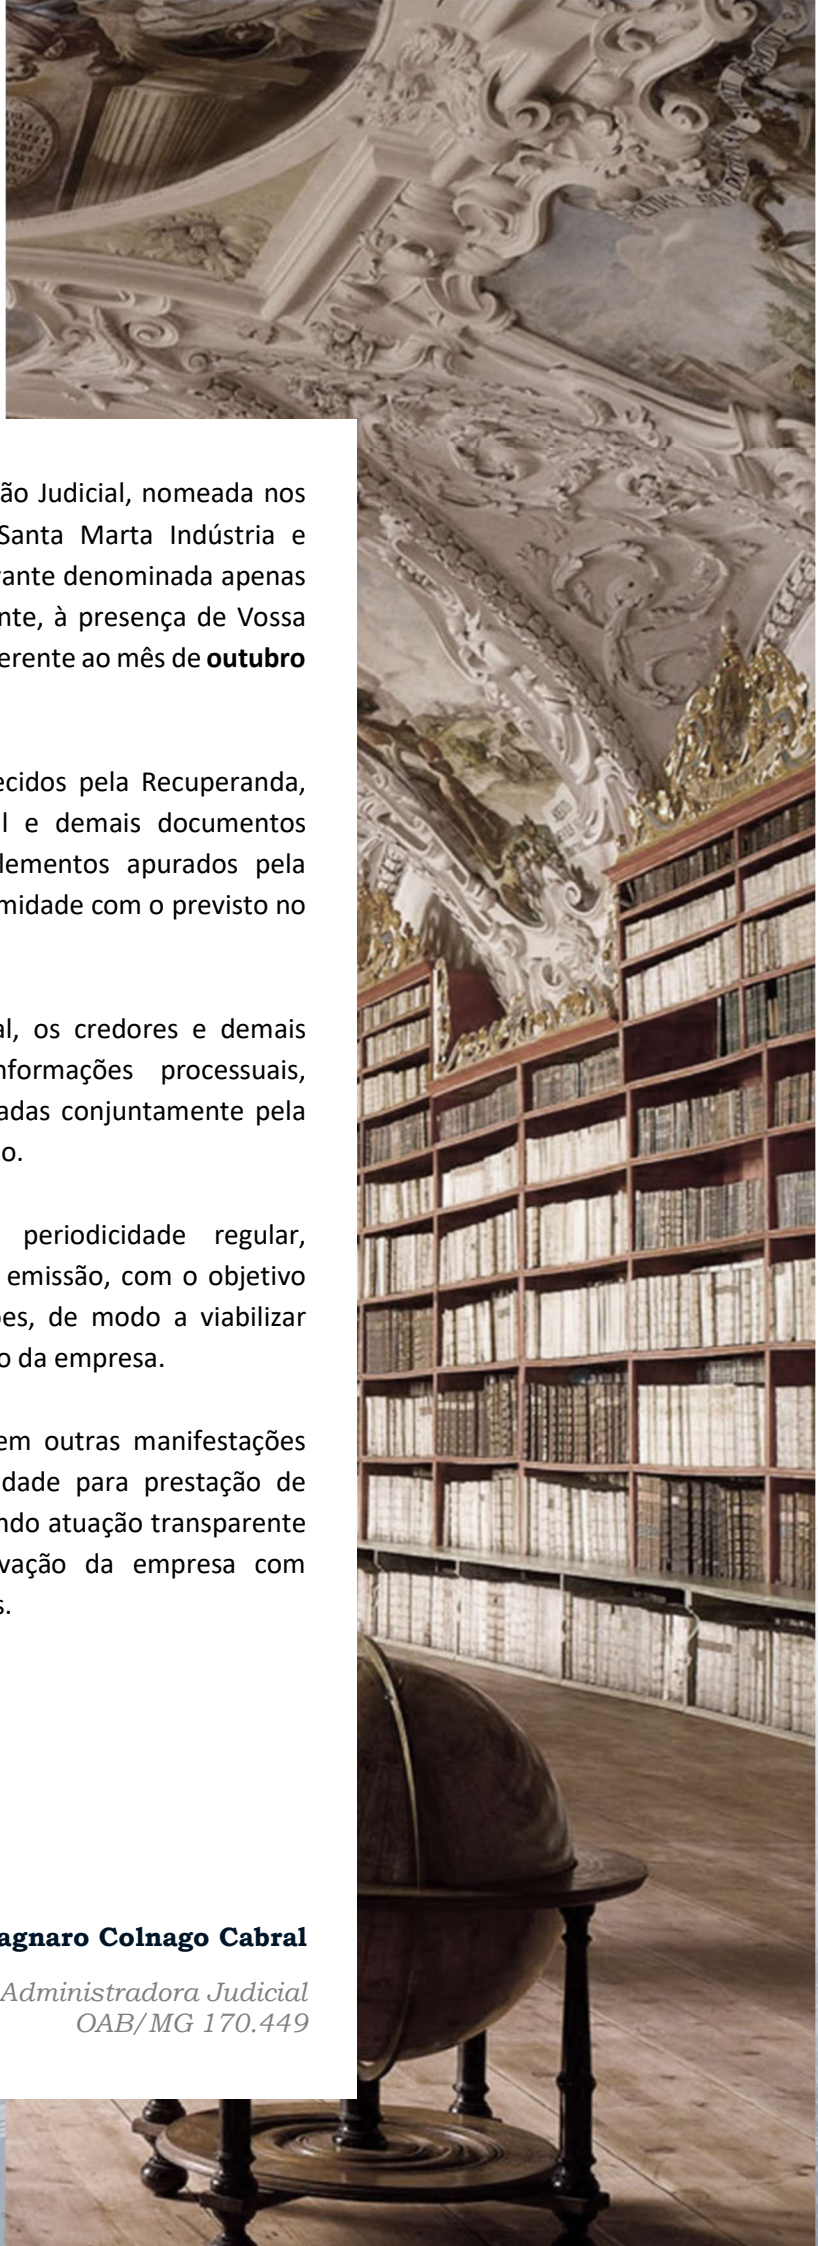 ão Judicial, nomeada nos
Santa Marta Indústria e
ante denominada apenas
nte, à presença de Vossa
erente ao mês de outubro
ecidos pela Recuperanda,
l e demais documentos
lementos apurados pela
midade com o previsto no
al, os credores e demais
nformações processuais,
adas conjuntamente pela
o.
periodicidade regular,
emissão, com o objetivo
es, de modo a viabilizar
o da empresa.
em outras manifestações
dade para prestação de
ndo atuação transparente
vação da empresa com
s.
agnaro Colnago Cabral
Administradora Judicial
OAB/MG 170.449